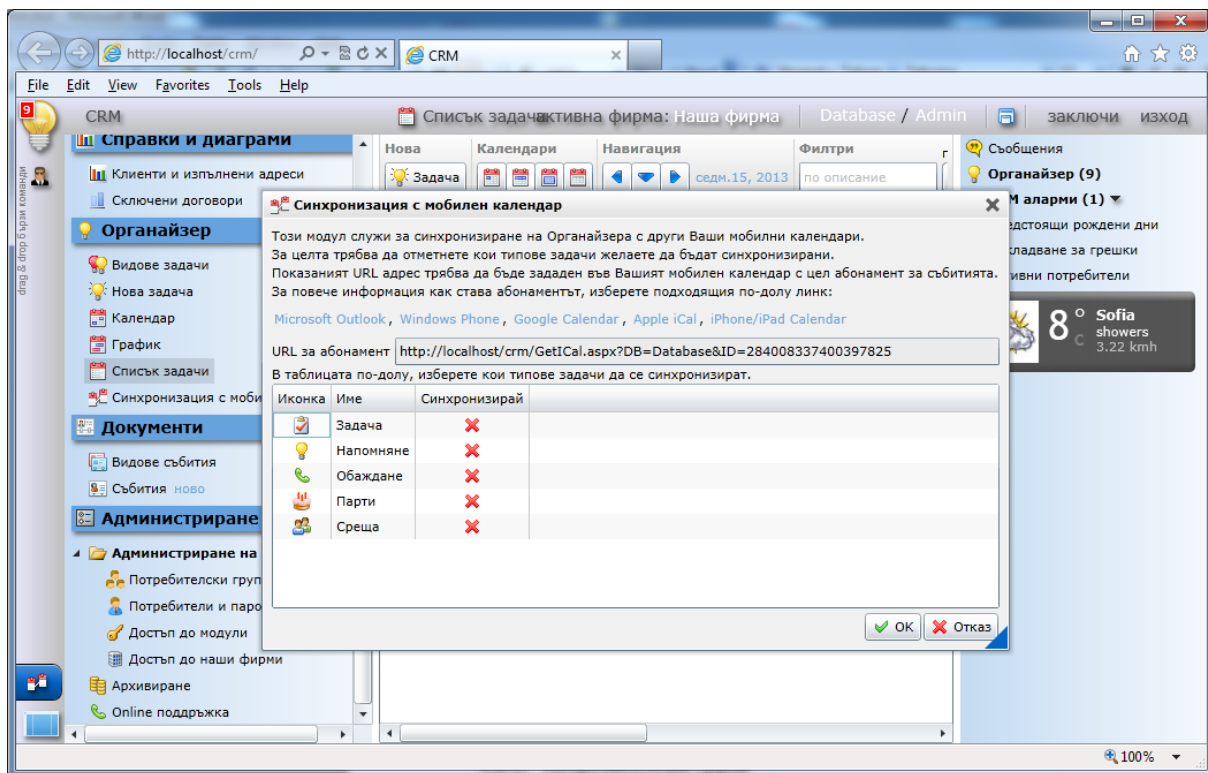 http://localhost/crm/
CRM
File Edit View Favorites Tools Help
9
CRM
Списък задач
активна фирма: Наша фирма
Database / Admin
заключи
изход
drag & drop бързи команди
Справки и диаграми
Клиенти и изпълнени адреси
Сключени договори
Органайзер
Видове задачи
Нова задача
Календар
График
Списък задачи
Синхронизация с моби
Документи
Видове събития
Събития ново
Администриране
Администриране на
Потребителски груп
Потребители и паро
Достъп до модули
Достъп до наши фирми
Архивиране
Online поддръжка
Нова
Календари
Навигация
Филтри
Задача
седм.15, 2013
по описание
Синхронизация с мобилен календар
Този модул служи за синхронизиране на Органайзера с други Ваши мобилни календари.
За целта трябва да отметнете кои типове задачи желаете да бъдат синхронизирани.
Показаният URL адрес трябва да бъде зададен във Вашият мобилен календар с цел абонамент за събитията.
За повече информация как става абонаментът, изберете подходящия по-долу линк:
Microsoft Outlook , Windows Phone , Google Calendar , Apple iCal , iPhone/iPad Calendar
URL за абонамент http://localhost/crm/GetICal.aspx?DB=Database&ID=284008337400397825
В таблицата по-долу, изберете кои типове задачи да се синхронизират.
Иконка Име Синхронизирай
Задача
Напомняне
Обаждане
Парти
Среща
OK
Отказ
Съобщения
Органайзер (9)
М аларми (1)
дстоящи рождени дни
кладване за грешки
ивни потребители
8 ° C
Sofia
showers
3.22 kmh
100%